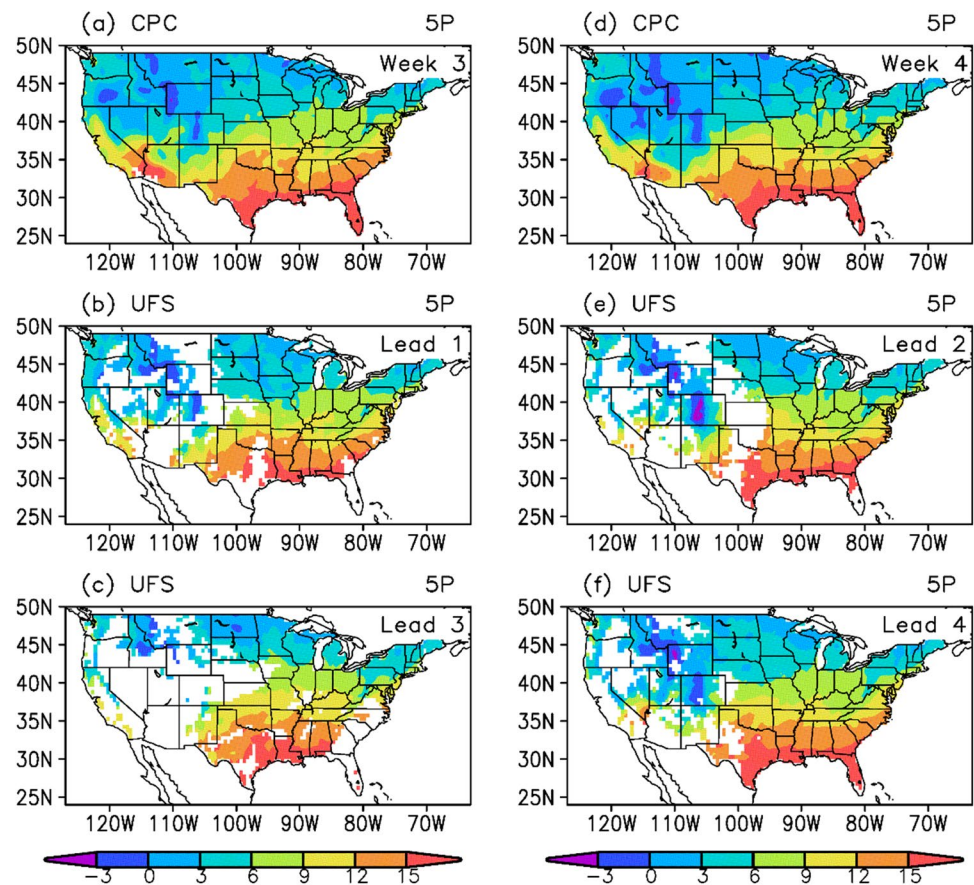 (a) CPC 5P (d) CPC 5P
50N Week 3 50N Week 4
45N 45N
40N 40N
35N 35N
30N 30N
25N 25N
120W 110W 100W 90W 80W 70W 120W 110W 100W 90W 80W 70W
(b) UFS 5P (e) UFS 5P
50N Lead 1 50N Lead 2
45N 45N
40N 40N
35N 35N
30N 30N
25N 25N
120W 110W 100W 90W 80W 70W 120W 110W 100W 90W 80W 70W
(c) UFS 5P (f) UFS 5P
50N Lead 3 50N Lead 4
45N 45N
40N 40N
35N 35N
30N 30N
25N 25N
120W 110W 100W 90W 80W 70W 120W 110W 100W 90W 80W 70W
-3 0 3 6 9 12 15 -3 0 3 6 9 12 15